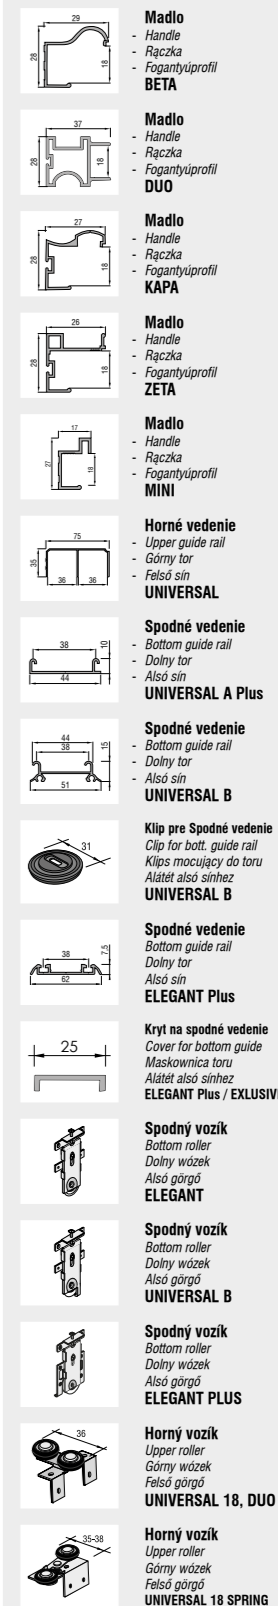 29
28
18
Madlo
- Handle
- Rączka
- Fogantyúprofil
BETA
37
28
18
Madlo
- Handle
- Rączka
- Fogantyúprofil
DUO
27
28
18
Madlo
- Handle
- Rączka
- Fogantyúprofil
KAPA
26
28
18
Madlo
- Handle
- Rączka
- Fogantyúprofil
ZETA
17
27
18
Madlo
- Handle
- Rączka
- Fogantyúprofil
MINI
75
35
36 36
Horné vedenie
- Upper guide rail
- Górny tor
- Felső sín
UNIVERSAL
38
10
44
Spodné vedenie
- Bottom guide rail
- Dolny tor
- Alsó sín
UNIVERSAL A Plus
44
38
15
51
Spodné vedenie
- Bottom guide rail
- Dolny tor
- Alsó sín
UNIVERSAL B
31
Klip pre Spodné vedenie
Clip for bott. guide rail
Klips mocujący do toru
Alátét alsó sínhez
UNIVERSAL B
38
7,5
62
Spodné vedenie
Bottom guide rail
Dolny tor
Alsó sín
ELEGANT Plus
25
Kryt na spodné vedenie
Cover for bottom guide
Maskownica toru
Alátét alsó sínhez
ELEGANT Plus / EXLUSIV
Spodný vozík
Bottom roller
Dolny wózek
Alsó görgő
ELEGANT
Spodný vozík
Bottom roller
Dolny wózek
Alsó görgő
UNIVERSAL B
Spodný vozík
Bottom roller
Dolny wózek
Alsó görgő
ELEGANT PLUS
36
Horný vozík
Upper roller
Górny wózek
Felső görgő
UNIVERSAL 18, DUO
35-38
Horný vozík
Upper roller
Górny wózek
Felső görgő
UNIVERSAL 18 SPRING